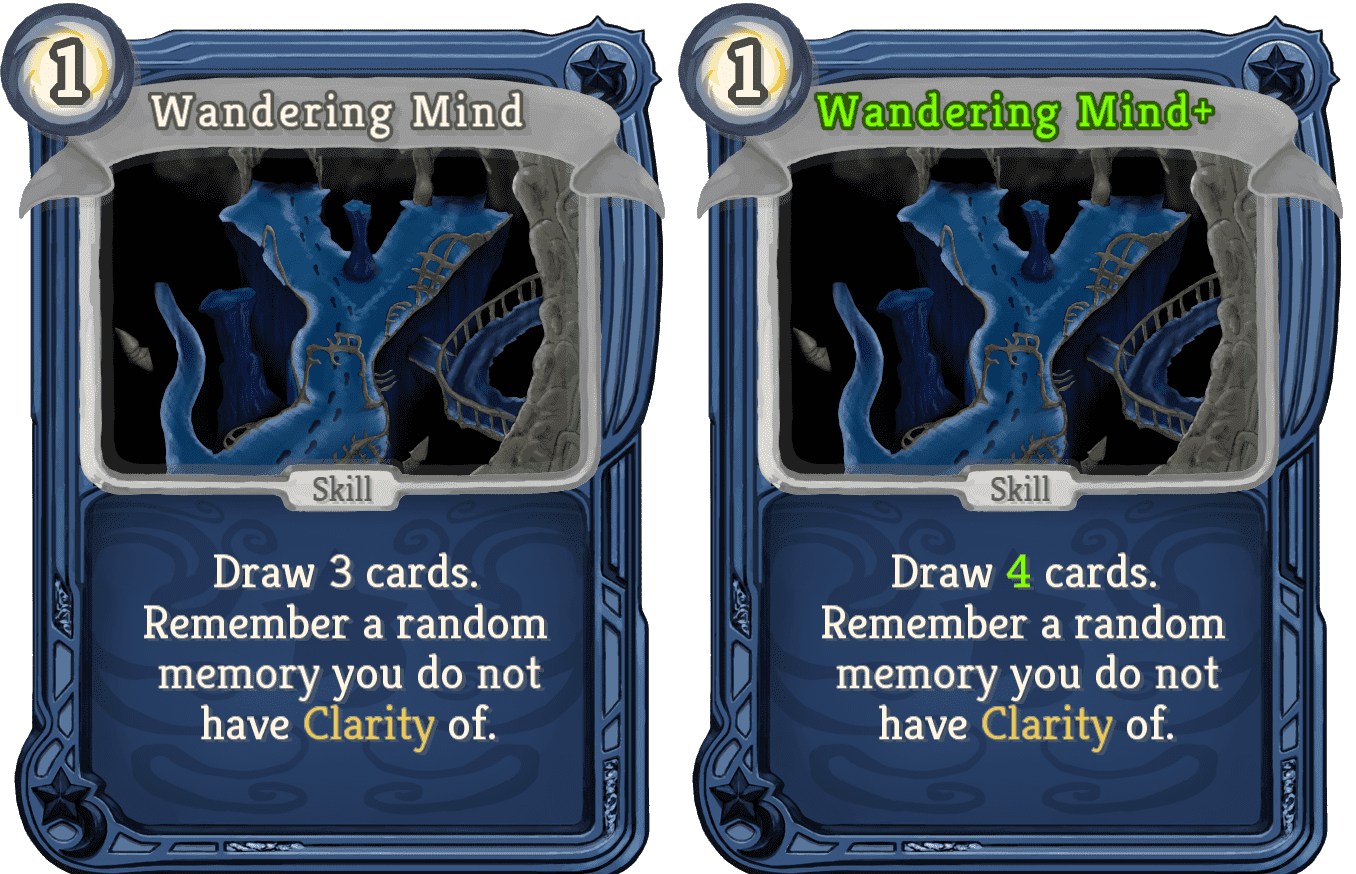 1
Wandering Mind
Skill
Draw 3 cards.
Remember a random
memory you do not
have Clarity of.
1
Wandering Mind+
Skill
Draw 4 cards.
Remember a random
memory you do not
have Clarity of.